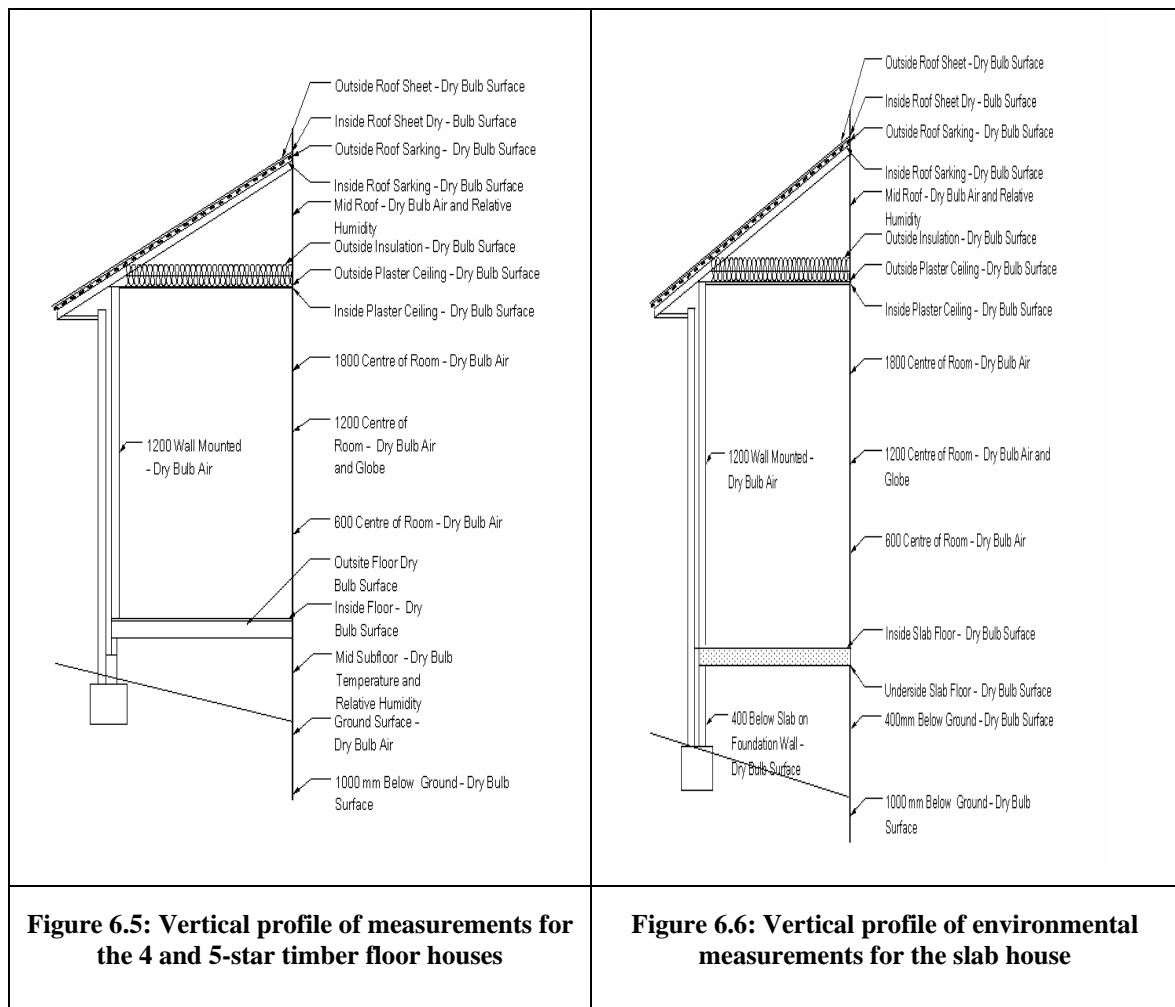 Outside Roof Sheet - Dry Bulb Surface
Inside Roof Sheet Dry - Bulb Surface
Outside Roof Sarking - Dry Bulb Surface
Inside Roof Sarking - Dry Bulb Surface
Mid Roof - Dry Bulb Air and Relative
Humidity
Outside Insulation - Dry Bulb Surface
Outside Plaster Ceiling - Dry Bulb Surface
Inside Plaster Ceiling - Dry Bulb Surface
1800 Centre of Room - Dry Bulb Air
1200 Centre of
Room - Dry Bulb Air
and Globe
1200 Wall Mounted
- Dry Bulb Air
600 Centre of Room - Dry Bulb Air
Outsite Floor Dry
Bulb Surface
Inside Floor - Dry
Bulb Surface
Mid Subfloor - Dry Bulb
Temperature and
Relative Humidity
Ground Surface -
Dry Bulb Air
1000 mm Below Ground - Dry Bulb
Surface
Figure 6.5: Vertical profile of measurements for
the 4 and 5-star timber floor houses
Outside Roof Sheet - Dry Bulb Surface
Inside Roof Sheet Dry - Bulb Surface
Outside Roof Sarking - Dry Bulb Surface
Inside Roof Sarking - Dry Bulb Surface
Mid Roof - Dry Bulb Air and Relative
Humidity
Outside Insulation - Dry Bulb Surface
Outside Plaster Ceiling - Dry Bulb Surface
Inside Plaster Ceiling - Dry Bulb Surface
1800 Centre of Room - Dry Bulb Air
1200 Centre of Room - Dry Bulb Air and
Globe
1200 Wall Mounted -
Dry Bulb Air
600 Centre of Room - Dry Bulb Air
Inside Slab Floor - Dry Bulb Surface
Underside Slab Floor - Dry Bulb Surface
400 Below Slab on
Foundation Wall -
Dry Bulb Surface
400mm Below Ground - Dry Bulb Surface
1000 mm Below Ground - Dry Bulb
Surface
Figure 6.6: Vertical profile of environmental
measurements for the slab house